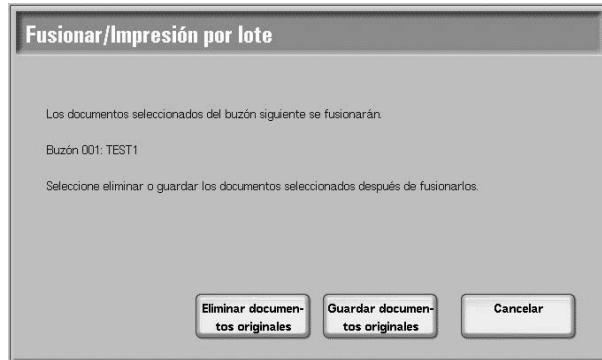 Fusionar/Impresión por lote
Los documentos seleccionados del buzón siguiente se fusionarán.
Buzón 001: TEST1
Seleccione eliminar o guardar los documentos seleccionados después de fusionarlos.
Eliminar documen-
tos originales
Guardar documen-
tos originales
Cancelar